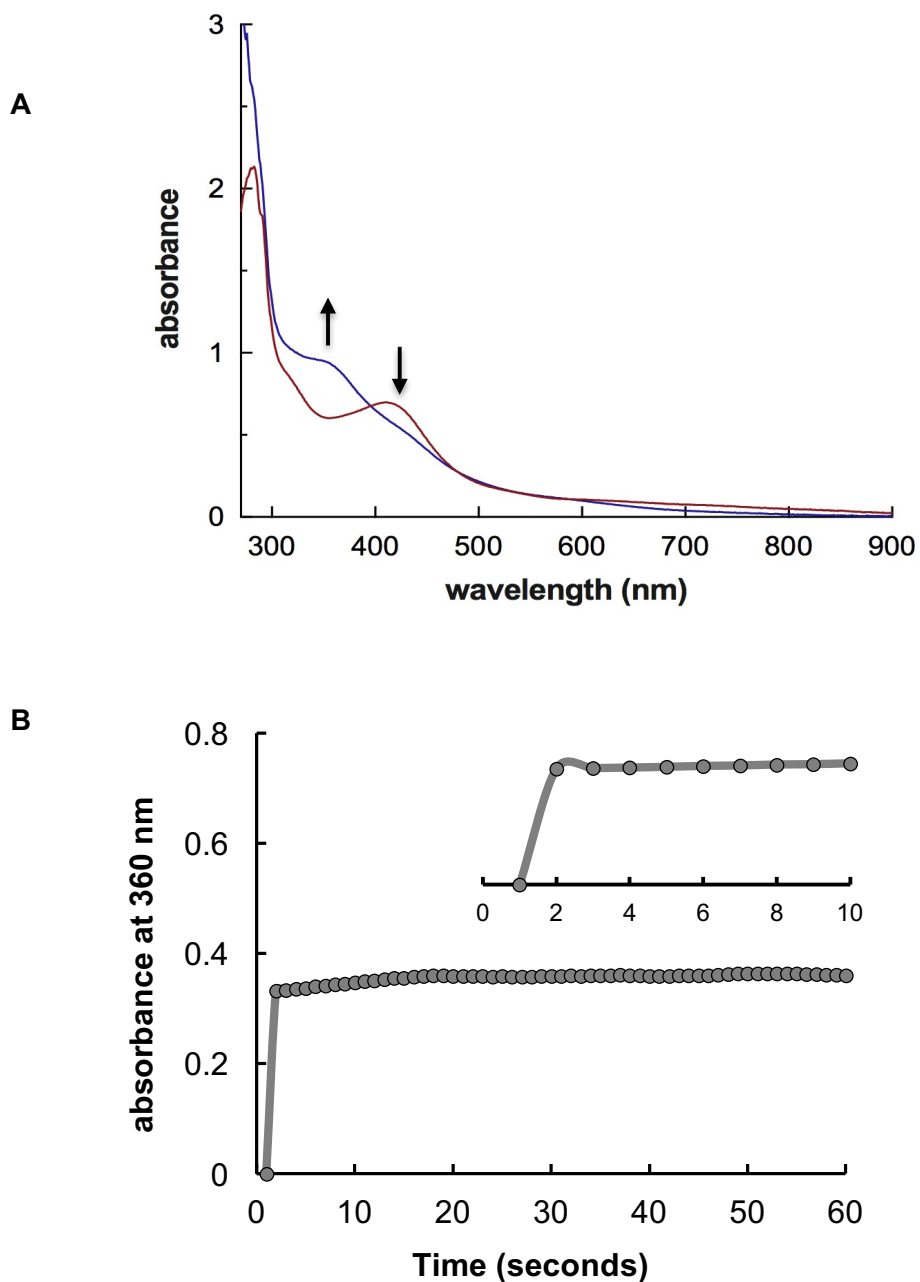 A
3
2
1
0
absorbance
300 400 500 600 700 800 900
wavelength (nm)
B
0.8
0.6
0.4
0.2
0
absorbance at 360 nm
0 2 4 6 8 10
0 10 20 30 40 50 60
Time (seconds)